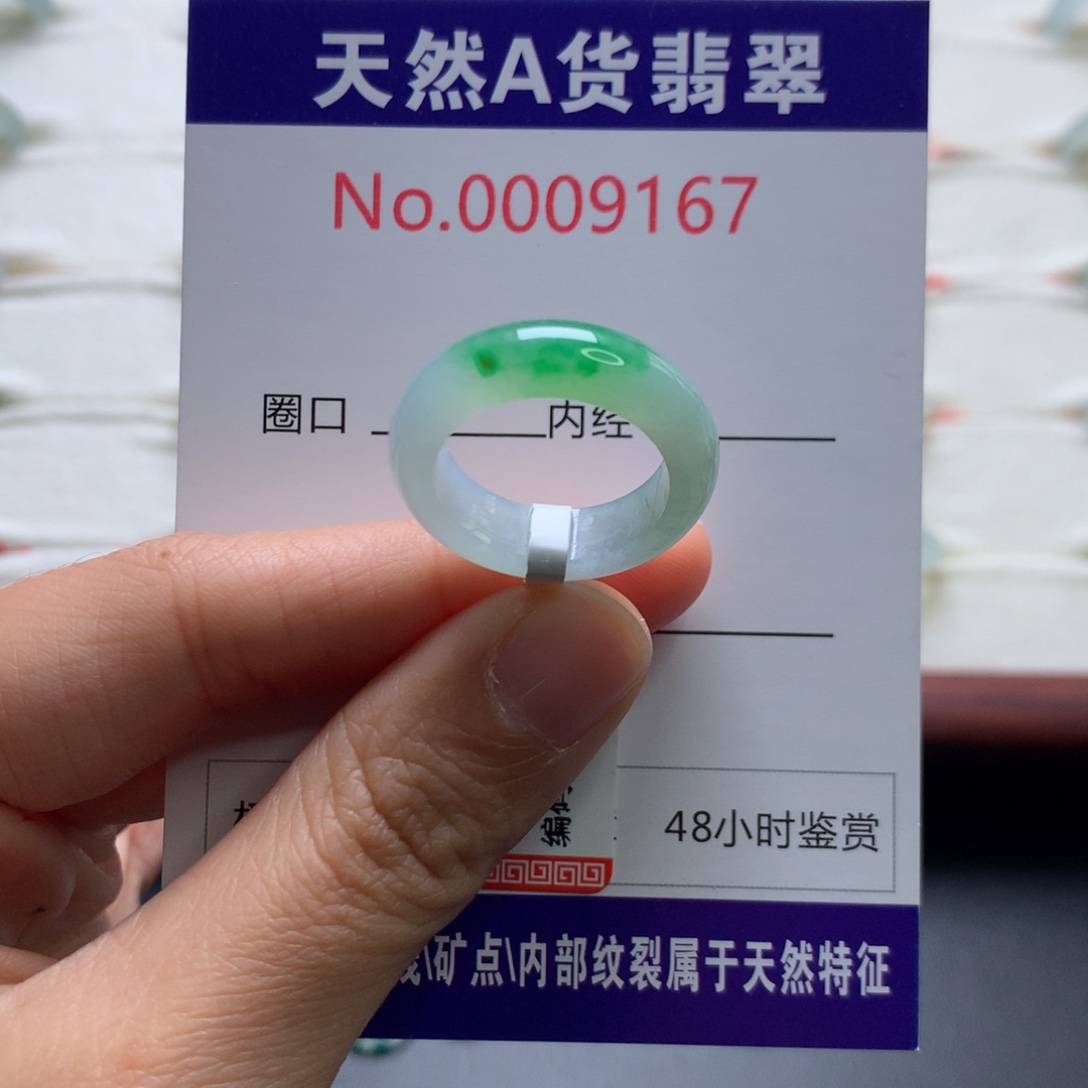 天然A货翡翠
No.0009167
圈口 内经
编
48小时鉴赏
\矿点\内部纹裂属于天然特征